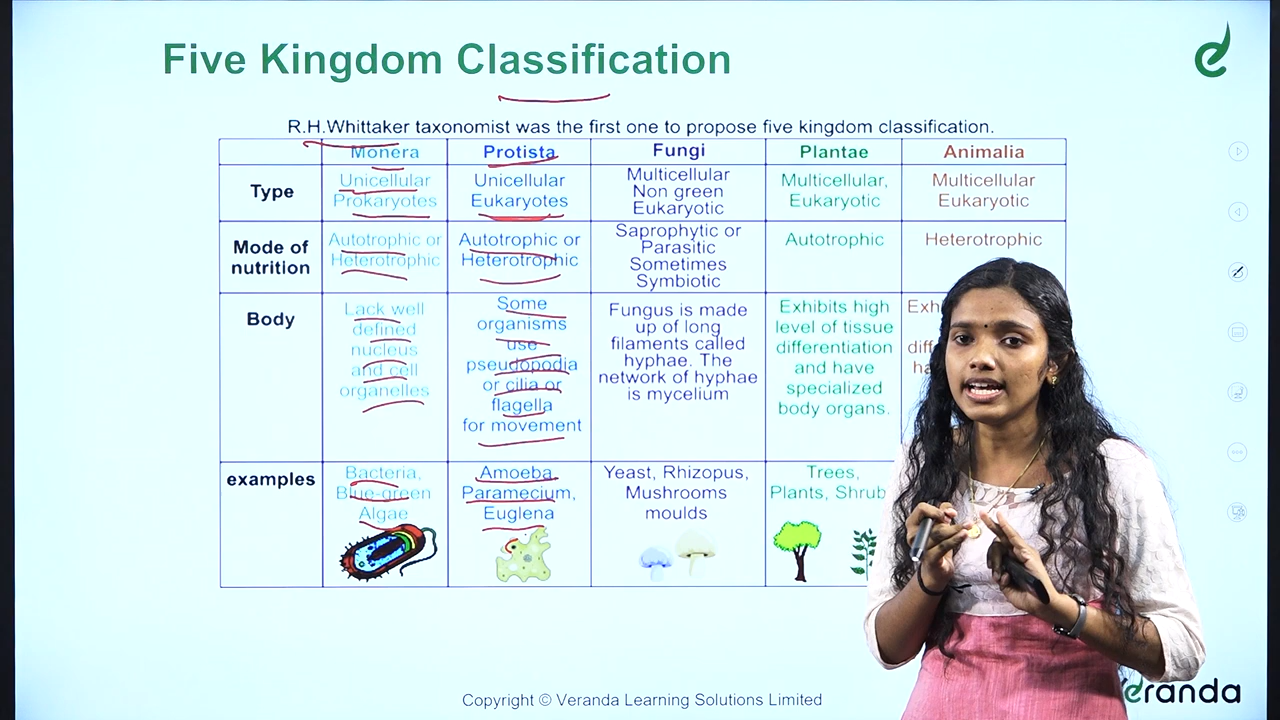 Five Kingdom Classification
R.H.Whittaker taxonomist was the first one to propose five kingdom classification.
Monera
Protista
Fungi
Plantae
Animalia
Type
Unicellular
Prokaryotes
Unicellular
Eukaryotes
Multicellular
Non green
Eukaryotic
Multicellular,
Eukaryotic
Multicellular
Eukaryotic
Mode of
nutrition
Autotrophic or
Heterotrophic
Autotrophic or
Heterotrophic
Saprophytic or
Parasitic
Sometimes
Symbiotic
Autotrophic
Heterotrophic
Body
Lack well
defined
nucleus
and cell
organelles
Some
organisms
use
pseudopodia
or cilia or
flagella
for movement
Fungus is made
up of long
filaments called
hyphae. The
network of hyphae
is mycelium
Exhibits high
level of tissue
differentiation
and have
specialized
body organs.
examples
Bacteria,
Blue-green
Algae
Amoeba,
Paramecium,
Euglena
Yeast, Rhizopus,
Mushrooms
moulds
Trees,
Plants, Shrub
Copyright © Veranda Learning Solutions Limited